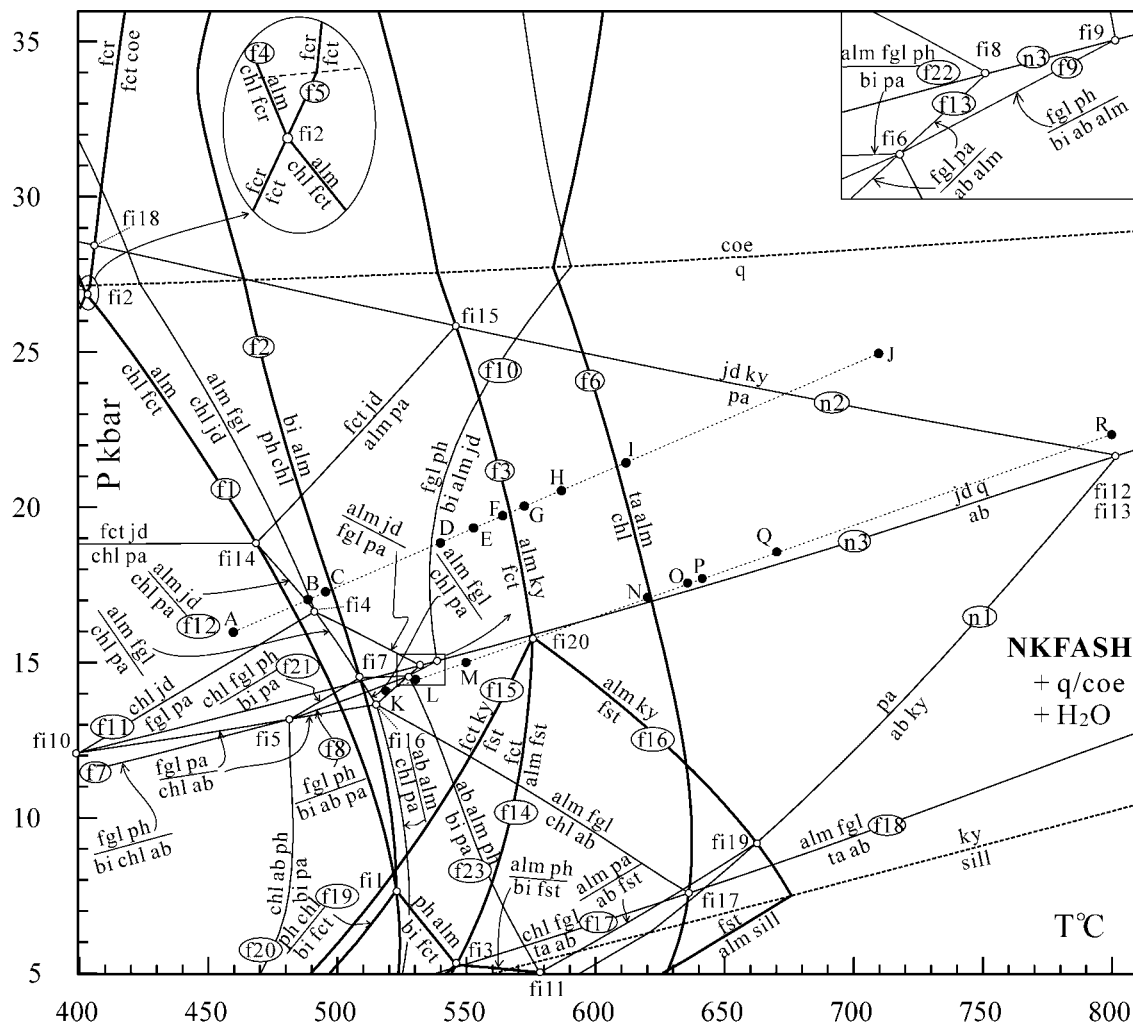 35
30
25
20
15
10
5
400
450
500
550
600
650
700
750
800
P kbar
T°C
NKFASH
+ q/coe
+ H₂O
fcr
fct coe
f4
fcr
fct
alm
chl fcr
f5
fi2
fcr
fct
alm
chl fct
alm fgl ph
bi pa
f22
fi8
n3
fi9
f9
f13
fi6
fgl pa
ab alm
fgl ph
bi ab alm
fi18
fi2
coe
q
fi15
f2
f10
f6
J
jd ky
pa
n2
alm
chl fct
alm fgl
chl jd
bi alm
ph chl
fct jd
alm pa
fgl ph
bi alm jd
f3
I
R
fi12
fi13
f1
H
G
F
E
D
ta alm
chl
jd q
ab
n3
fct jd
chl pa
fi14
alm jd
fgl pa
alm fgl
chl pa
alm ky
fct
Q
P
O
N
alm jd
chl pa
f12
A
B
C
fi4
fi20
n1
alm fgl
chl pa
chl fgl ph
bi pa
f21
fi7
K
L
M
f15
alm ky
fst
pa
ab ky
chl jd
fgl pa
f11
fi10
f7
fi5
f8
fi16
fct ky
fst
fct
alm fst
f16
fgl pa
chl ab
fgl ph
bi ab pa
ab alm
chl pa
ab alm ph
bi pa
f14
alm fgl
chl ab
fi19
fgl ph
bi chl ab
chl ab ph
bi pa
alm fgl
ta ab
f18
ky
sill
f19
fi1
f23
alm ph
bi fst
alm pa
ab fst
fi17
f20
ph chl
bi fct
ph alm
bi fct
fi3
chl fgl
ta ab
f17
fst
alm sill
fi11